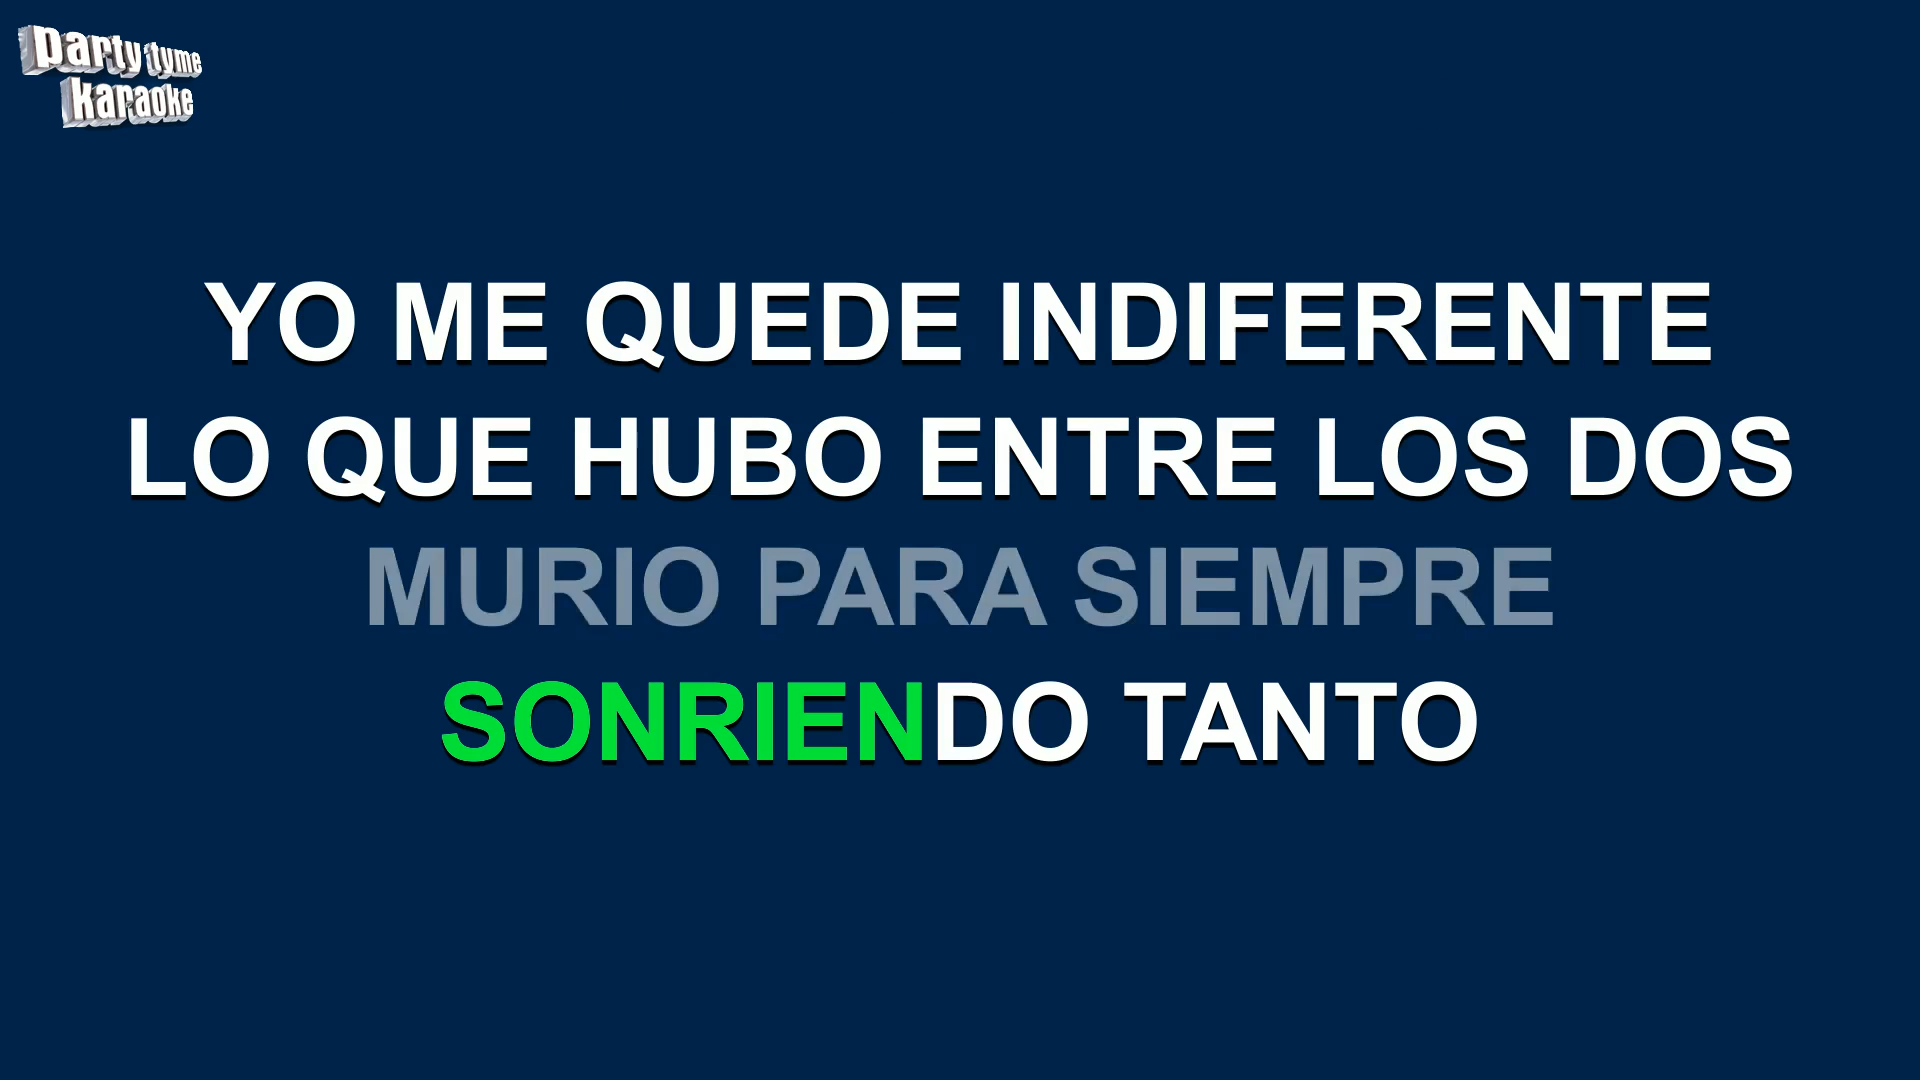 party tyme
karaoke
YO ME QUEDE INDIFERENTE
LO QUE HUBO ENTRE LOS DOS
MURIO PARA SIEMPRE
SONRIENDO TANTO